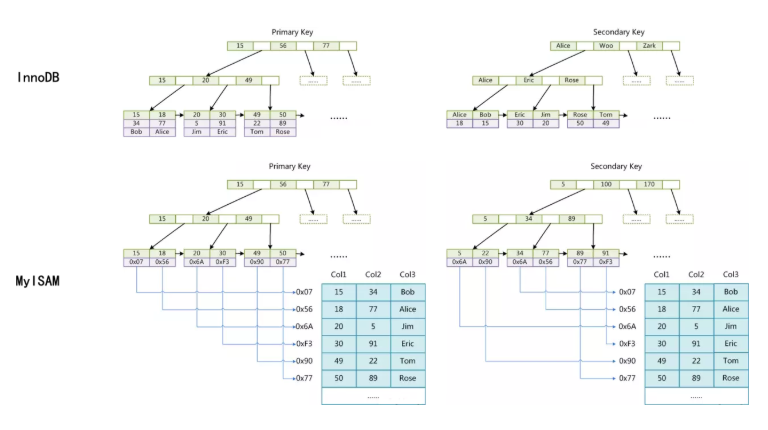 InnoDB
Primary Key
15 56 77
15 20 49
..... .....
15 18 20 30 49 50
34 77 5 91 22 89
Bob Alice Jim Eric Tom Rose
......
Secondary Key
Alice Woo Zark
Alice Eric Rose
..... .....
Alice Bob Eric Jim Rose Tom
18 15 30 20 50 49
......
MyISAM
Primary Key
15 56 77
15 20 49
..... .....
15 18 20 30 49 50
0x07 0x56 0x6A 0xF3 0x90 0x77
......
Col1 Col2 Col3
0x07 15 34 Bob
0x56 18 77 Alice
0x6A 20 5 Jim
0xF3 30 91 Eric
0x90 49 22 Tom
0x77 50 89 Rose
......
Secondary Key
5 100 170
5 34 89
..... .....
5 22 34 77 89 91
0x6A 0x90 0x07 0x56 0x77 0xF3
......
Col1 Col2 Col3
0x07 15 34 Bob
0x56 18 77 Alice
0x6A 20 5 Jim
0xF3 30 91 Eric
0x90 49 22 Tom
0x77 50 89 Rose
......